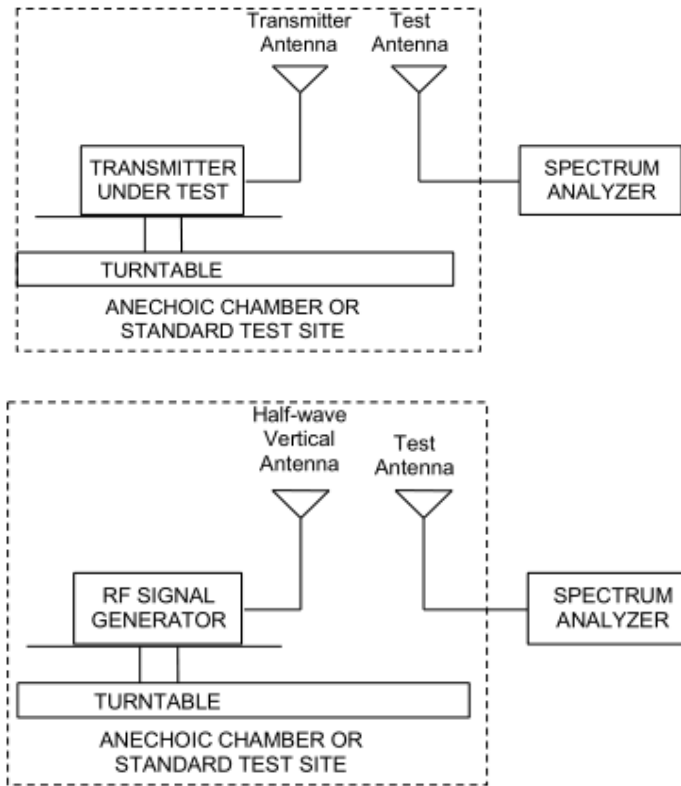 Transmitter
Antenna
Test
Antenna
TRANSMITTER
UNDER TEST
SPECTRUM
ANALYZER
TURNTABLE
ANECHOIC CHAMBER OR
STANDARD TEST SITE
Half-wave
Vertical
Antenna
Test
Antenna
RF SIGNAL
GENERATOR
SPECTRUM
ANALYZER
TURNTABLE
ANECHOIC CHAMBER OR
STANDARD TEST SITE